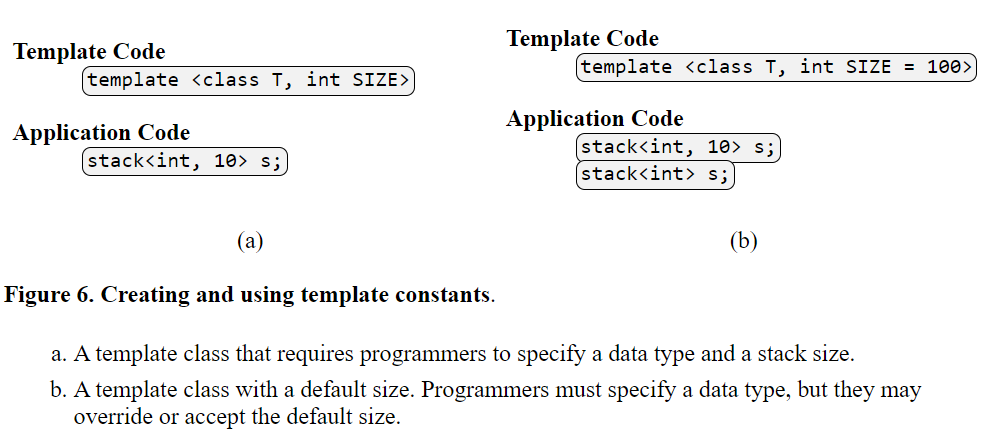 Template Code
template <class T, int SIZE>
Application Code
stack<int, 10> s;
(a)
Template Code
template <class T, int SIZE = 100>
Application Code
stack<int, 10> s;
stack<int> s;
(b)
Figure 6. Creating and using template constants.
a. A template class that requires programmers to specify a data type and a stack size.
b. A template class with a default size. Programmers must specify a data type, but they may
override or accept the default size.